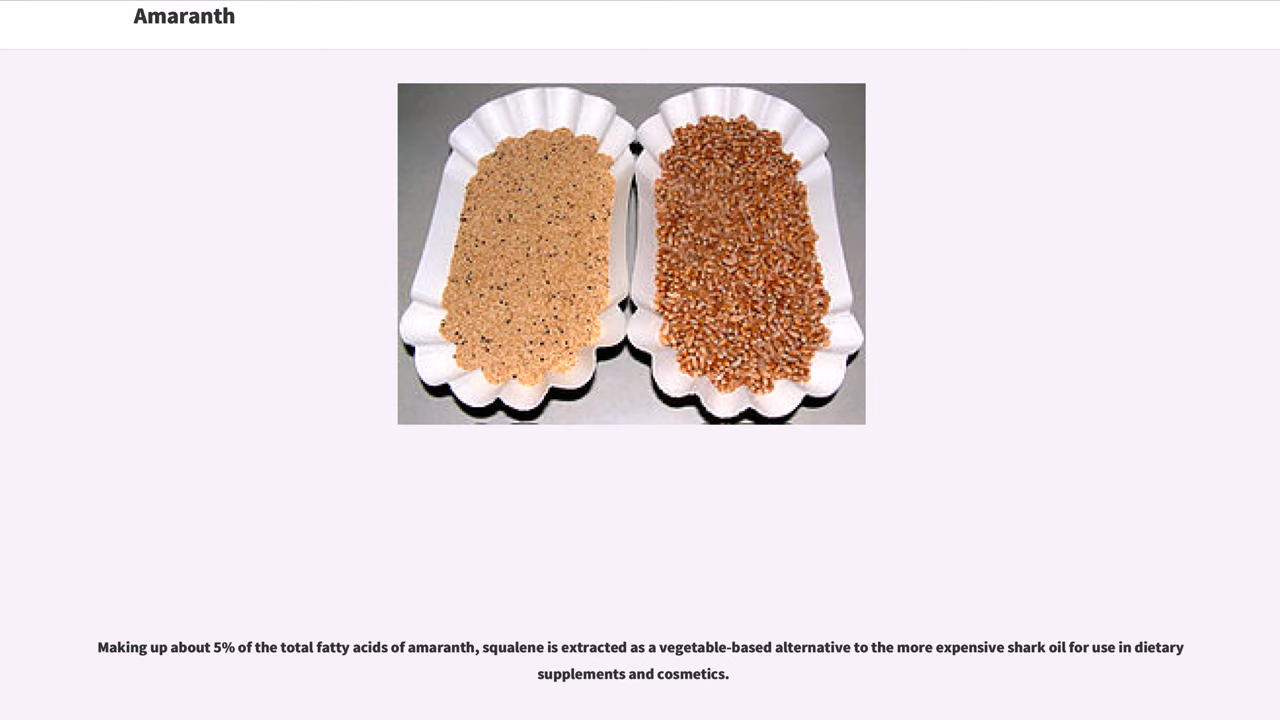 Amaranth
Making up about 5% of the total fatty acids of amaranth, squalene is extracted as a vegetable-based alternative to the more expensive shark oil for use in dietary
supplements and cosmetics.